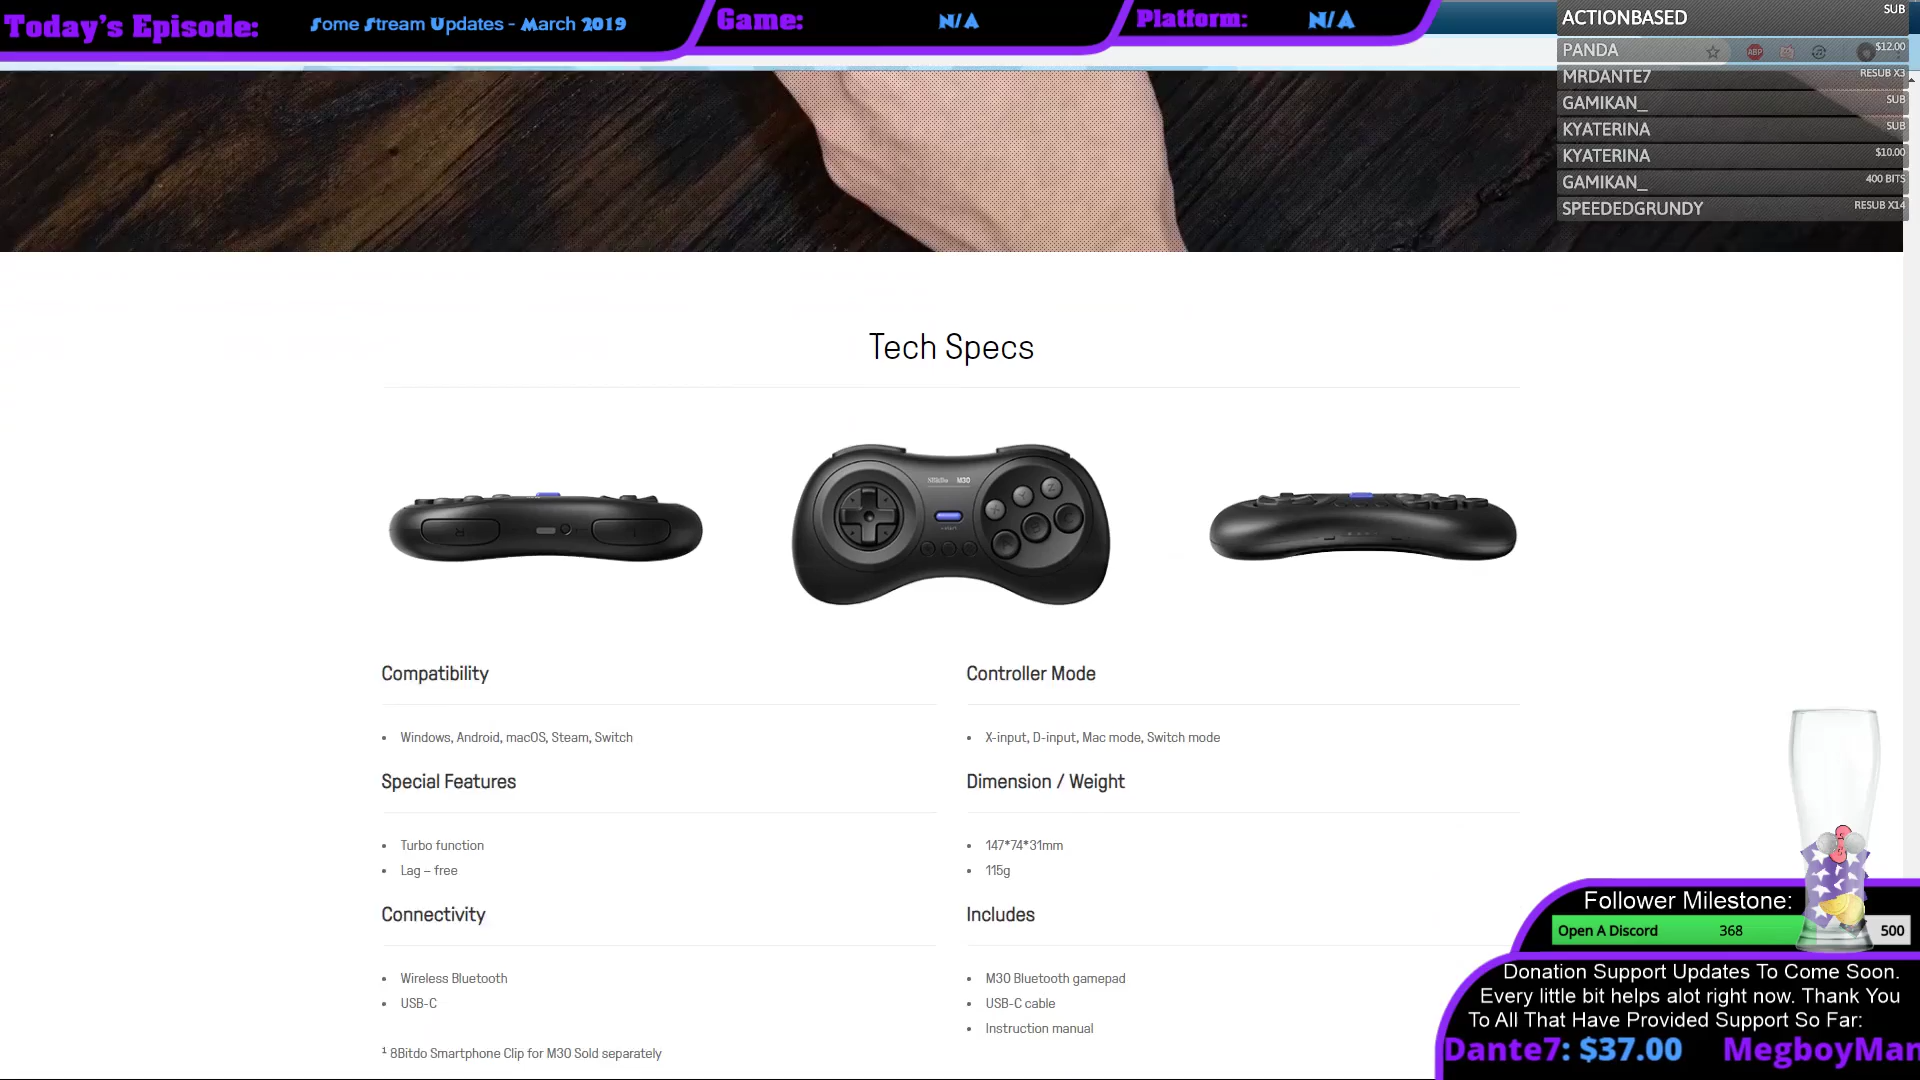 Today's Episode:
Some Stream Updates - March 2019
Game:
N/A
Platform:
N/A
ACTIONBASED
SUB
PANDA
$12.00
MRDANTE7
RESUB X3
GAMIKAN_
SUB
KYATERINA
SUB
KYATERINA
$10.00
GAMIKAN_
400 BITS
SPEEDEDGRUNDY
RESUB X14
ABP
Tech Specs
8BitDo M30
X Y Z
Compatibility
• Windows, Android, macOS, Steam, Switch
Special Features
• Turbo function
• Lag – free
Connectivity
• Wireless Bluetooth
• USB-C
¹ 8Bitdo Smartphone Clip for M30 Sold separately
Controller Mode
• X-input, D-input, Mac mode, Switch mode
Dimension / Weight
• 147*74*31mm
• 115g
Includes
• M30 Bluetooth gamepad
• USB-C cable
• Instruction manual
Follower Milestone:
Open A Discord 368 500
Donation Support Updates To Come Soon.
Every little bit helps alot right now. Thank You
To All That Have Provided Support So Far:
Dante7: $37.00 MegboyMan